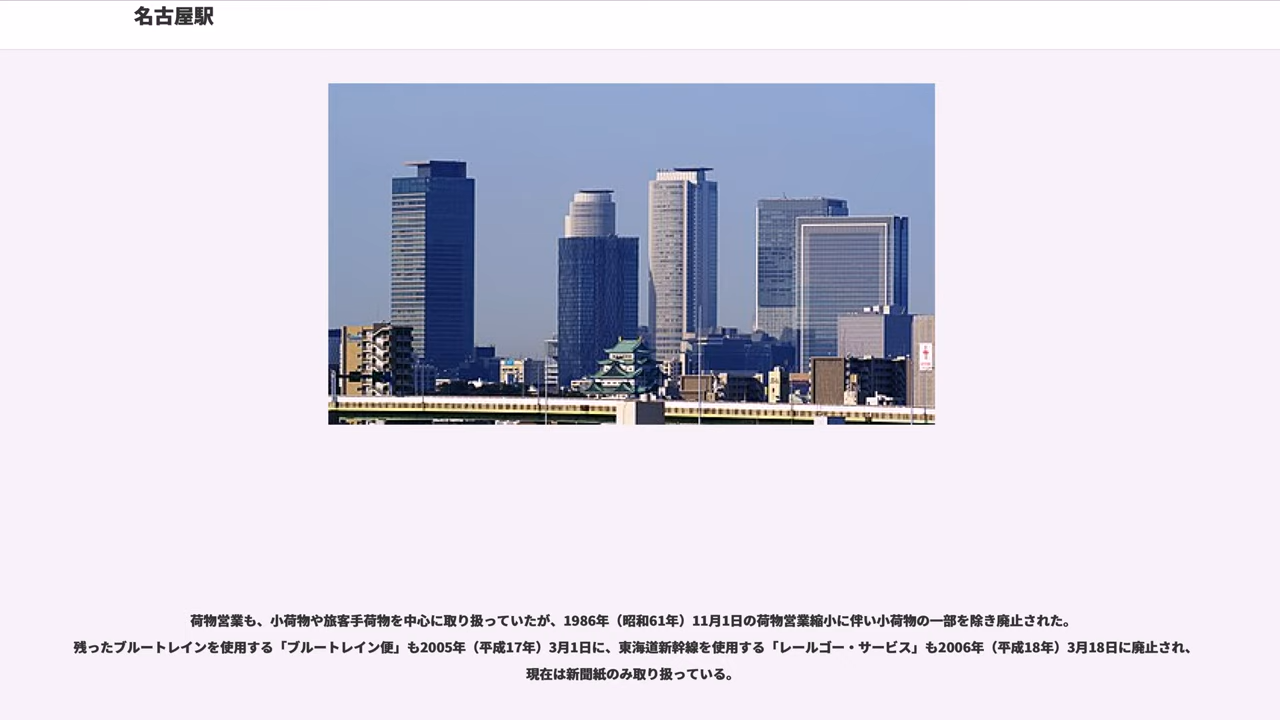 名古屋駅
荷物営業も、小荷物や旅客手荷物を中心に取り扱っていたが、1986年（昭和61年）11月1日の荷物営業縮小に伴い小荷物の一部を除き廃止された。
残ったブルートレインを使用する「ブルートレイン便」も2005年（平成17年）3月1日に、東海道新幹線を使用する「レールゴー・サービス」も2006年（平成18年）3月18日に廃止され、
現在は新聞紙のみ取り扱っている。